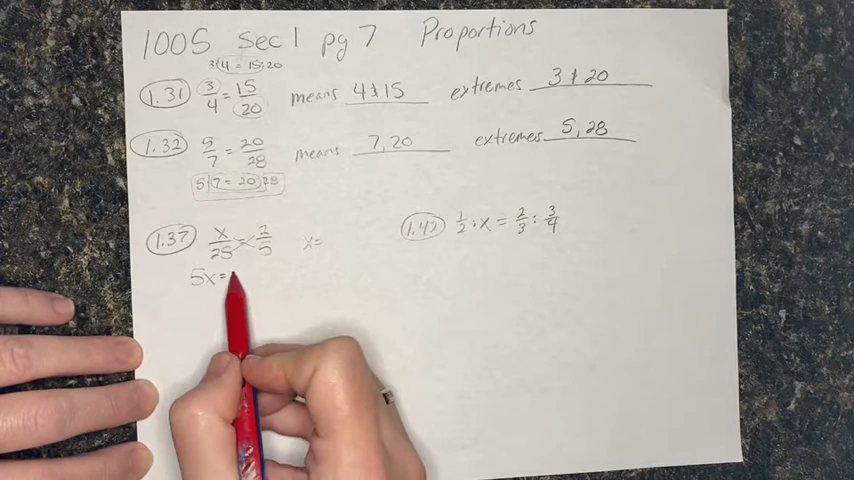 1005 Sec 1 pg 7 Proportions
3:4 = 15:20
1.31 3/4 = 15/20 means 4 & 15 extremes 3 & 20
1.32 5/7 = 20/28 means 7, 20 extremes 5, 28
5:7 = 20:28
1.37 x/25 = 2/5 x= 1.42 1/2 : x = 2/3 : 3/4
5x=